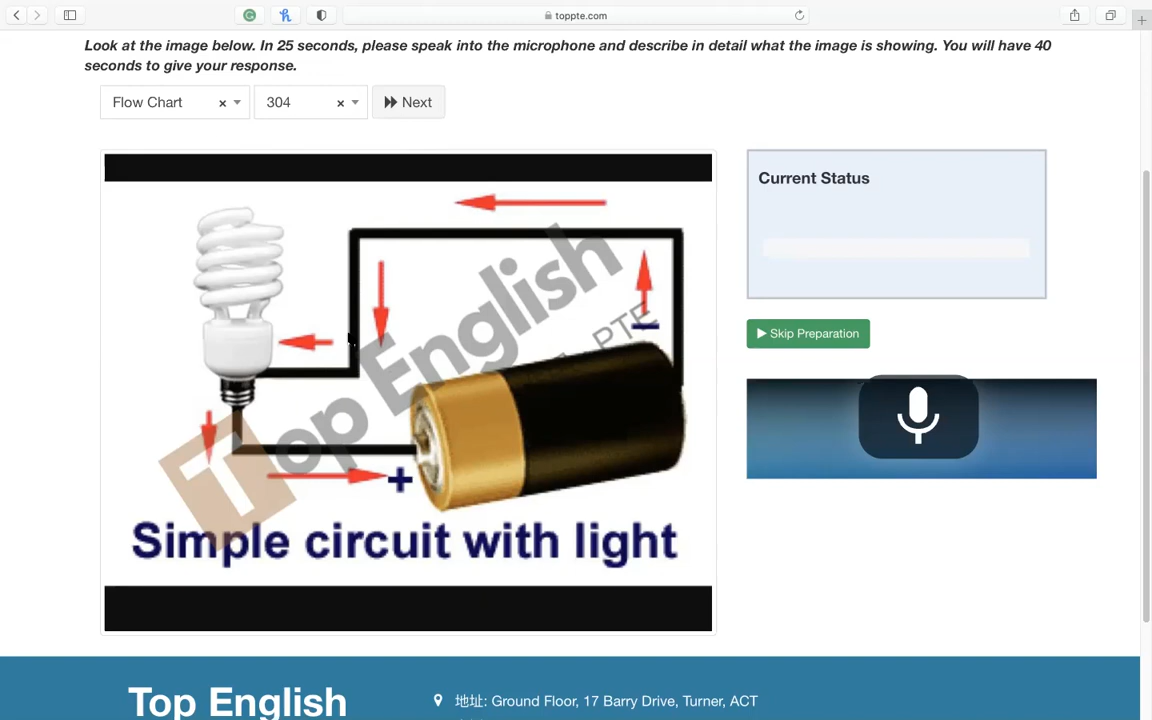 toppte.com
Look at the image below. In 25 seconds, please speak into the microphone and describe in detail what the image is showing. You will have 40
seconds to give your response.
Flow Chart × 304 × Next
Current Status
Top English
PTE
Skip Preparation
−
+
Simple circuit with light
Top English
地址: Ground Floor, 17 Barry Drive, Turner, ACT